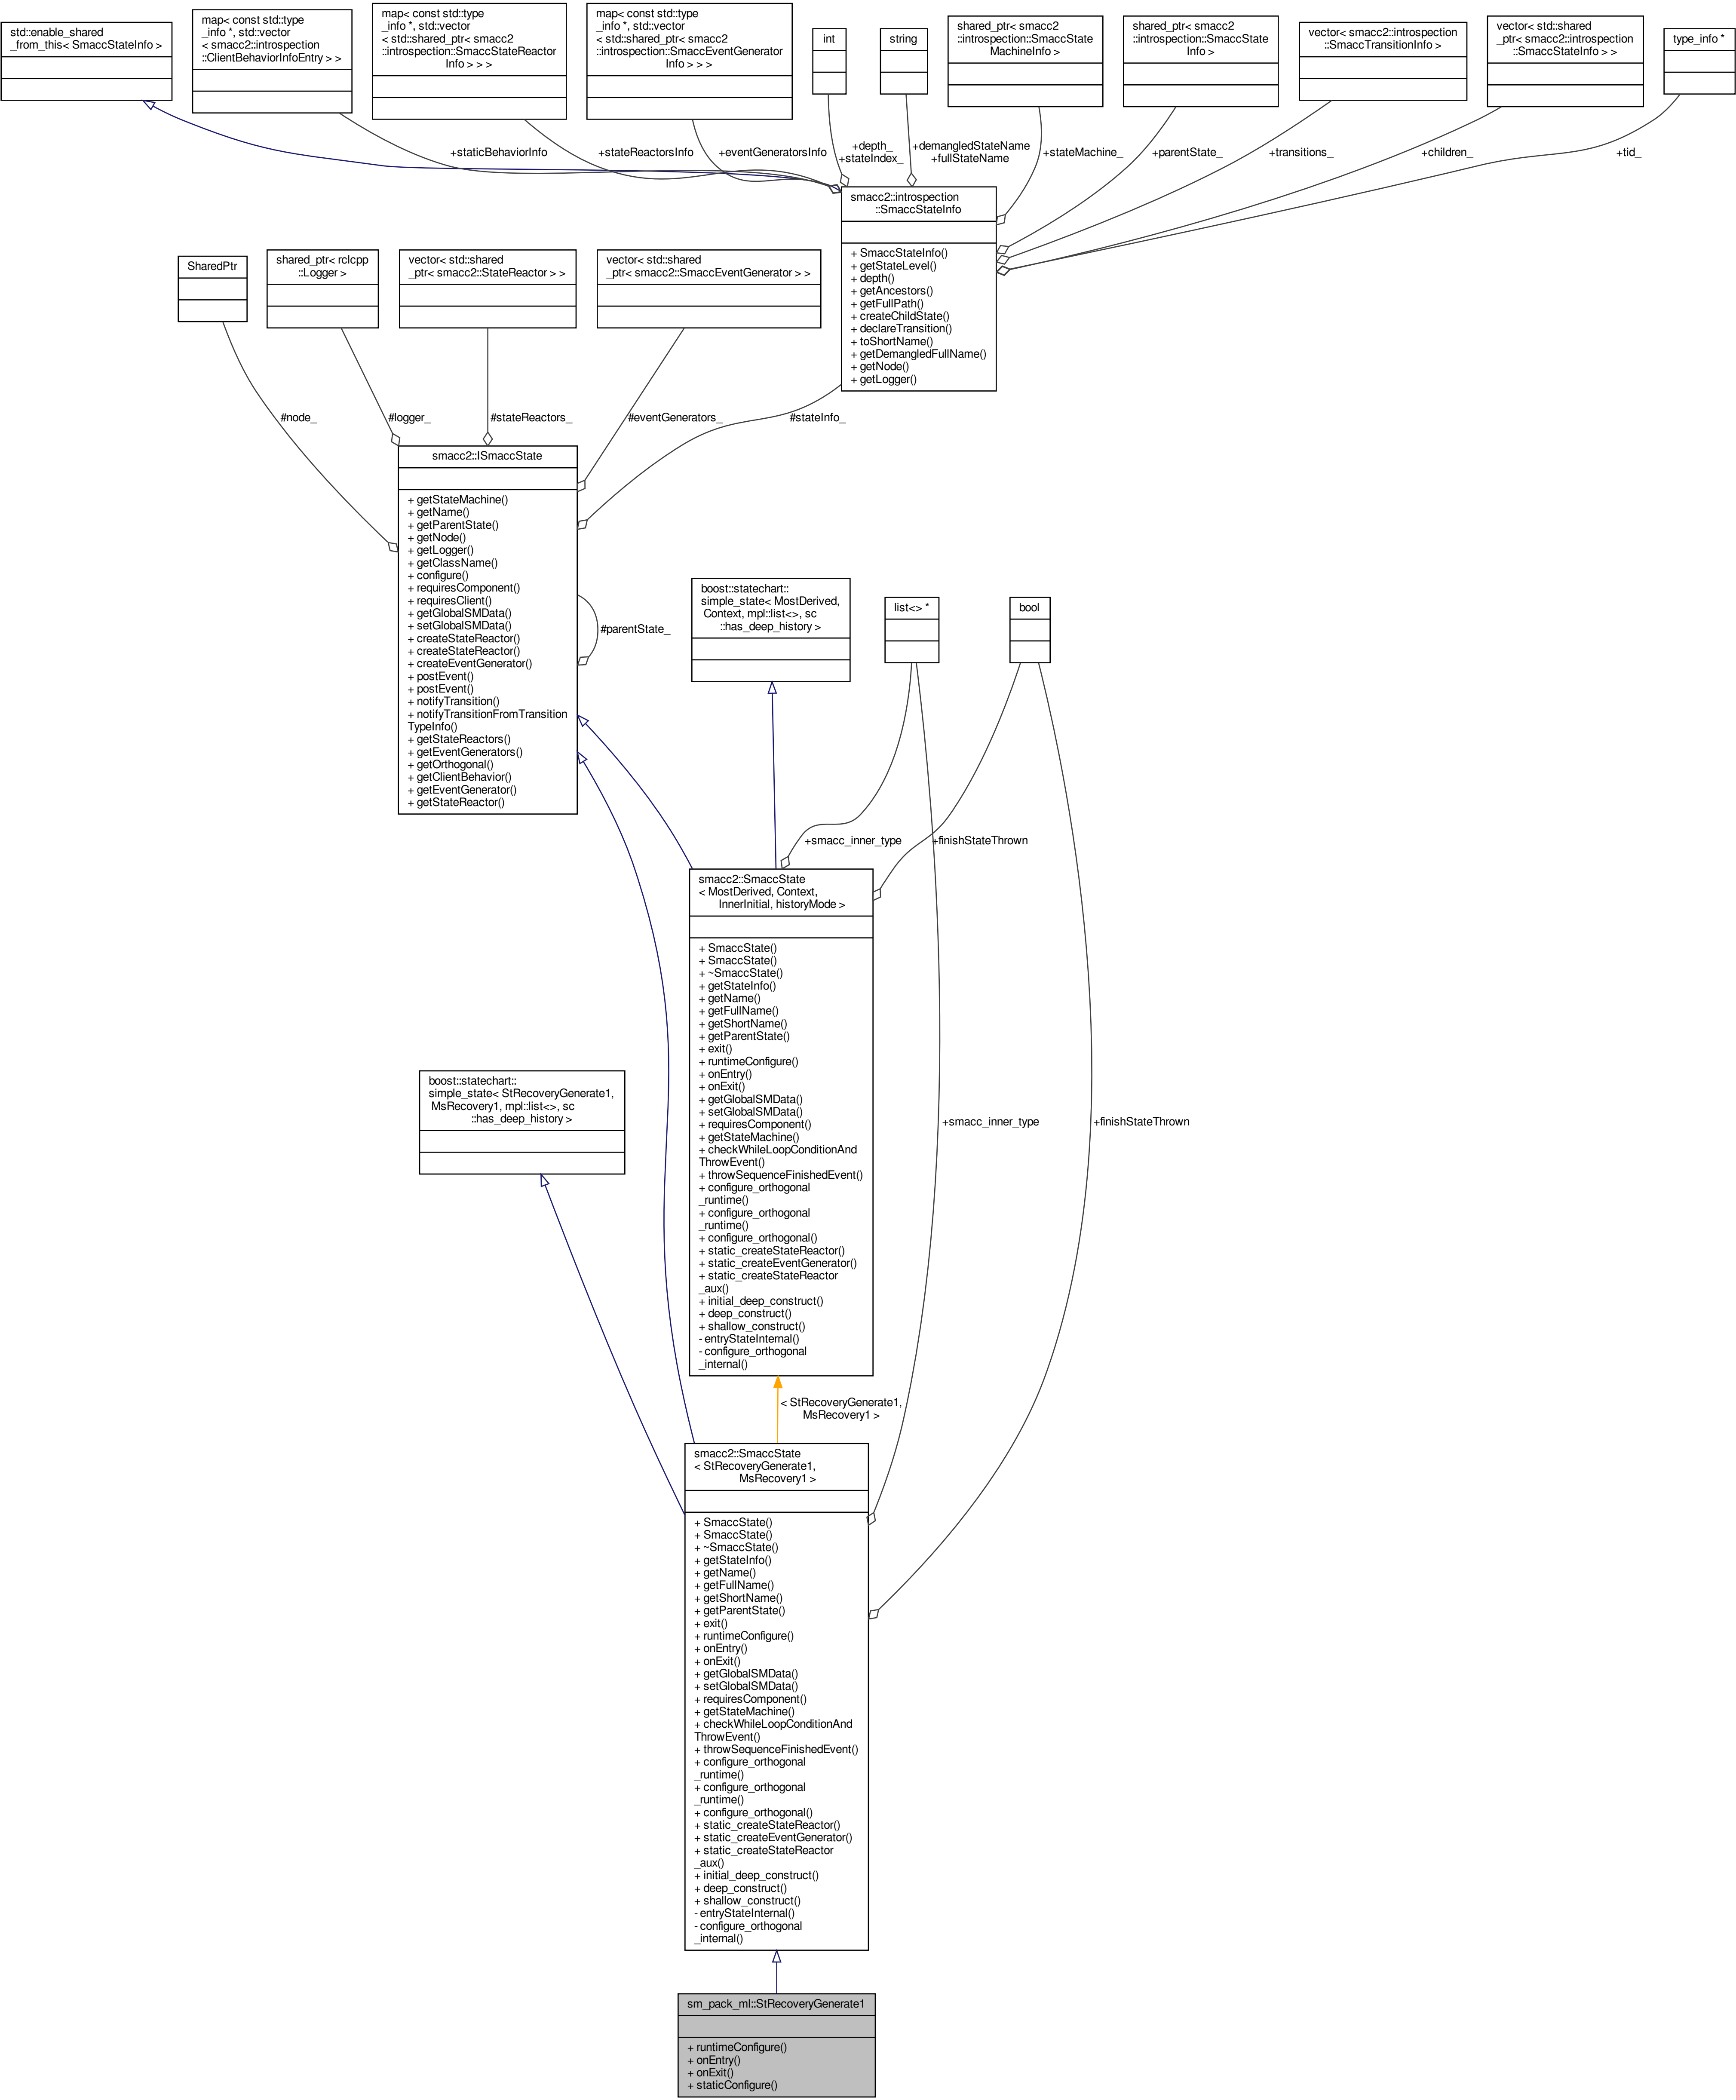 std::enable_shared
_from_this< SmaccStateInfo >
map< const std::type
_info *, std::vector
< smacc2::introspection
::ClientBehaviorInfoEntry > >
map< const std::type
_info *, std::vector
< std::shared_ptr< smacc2
::introspection::SmaccStateReactor
Info > > >
map< const std::type
_info *, std::vector
< std::shared_ptr< smacc2
::introspection::SmaccEventGenerator
Info > > >
int
string
shared_ptr< smacc2
::introspection::SmaccState
MachineInfo >
shared_ptr< smacc2
::introspection::SmaccState
Info >
vector< smacc2::introspection
::SmaccTransitionInfo >
vector< std::shared
_ptr< smacc2::introspection
::SmaccStateInfo > >
type_info *
+staticBehaviorInfo
+stateReactorsInfo
+eventGeneratorsInfo
+depth_
+stateIndex_
+demangledStateName
+fullStateName
+stateMachine_
+parentState_
+transitions_
+children_
+tid_
smacc2::introspection
::SmaccStateInfo
+ SmaccStateInfo()
+ getStateLevel()
+ depth()
+ getAncestors()
+ getFullPath()
+ createChildState()
+ declareTransition()
+ toShortName()
+ getDemangledFullName()
+ getNode()
+ getLogger()
SharedPtr
shared_ptr< rclcpp
::Logger >
vector< std::shared
_ptr< smacc2::StateReactor > >
vector< std::shared
_ptr< smacc2::SmaccEventGenerator > >
#node_
#logger_
#stateReactors_
#eventGenerators_
#stateInfo_
smacc2::ISmaccState
+ getStateMachine()
+ getName()
+ getParentState()
+ getNode()
+ getLogger()
+ getClassName()
+ configure()
+ requiresComponent()
+ requiresClient()
+ getGlobalSMData()
+ setGlobalSMData()
+ createStateReactor()
+ createStateReactor()
+ createEventGenerator()
+ postEvent()
+ postEvent()
+ notifyTransition()
+ notifyTransitionFromTransition
TypeInfo()
+ getStateReactors()
+ getEventGenerators()
+ getOrthogonal()
+ getClientBehavior()
+ getEventGenerator()
+ getStateReactor()
#parentState_
boost::statechart::
simple_state< MostDerived,
Context, mpl::list<>, sc
::has_deep_history >
list<> *
bool
+smacc_inner_type
+finishStateThrown
smacc2::SmaccState
< MostDerived, Context,
InnerInitial, historyMode >
+ SmaccState()
+ SmaccState()
+ ~SmaccState()
+ getStateInfo()
+ getName()
+ getFullName()
+ getShortName()
+ getParentState()
+ exit()
+ runtimeConfigure()
+ onEntry()
+ onExit()
+ getGlobalSMData()
+ setGlobalSMData()
+ requiresComponent()
+ getStateMachine()
+ checkWhileLoopConditionAnd
ThrowEvent()
+ throwSequenceFinishedEvent()
+ configure_orthogonal
_runtime()
+ configure_orthogonal
_runtime()
+ configure_orthogonal()
+ static_createStateReactor()
+ static_createEventGenerator()
+ static_createStateReactor
_aux()
+ initial_deep_construct()
+ deep_construct()
+ shallow_construct()
- entryStateInternal()
- configure_orthogonal
_internal()
boost::statechart::
simple_state< StRecoveryGenerate1,
MsRecovery1, mpl::list<>, sc
::has_deep_history >
+smacc_inner_type
+finishStateThrown
< StRecoveryGenerate1,
MsRecovery1 >
smacc2::SmaccState
< StRecoveryGenerate1,
MsRecovery1 >
+ SmaccState()
+ SmaccState()
+ ~SmaccState()
+ getStateInfo()
+ getName()
+ getFullName()
+ getShortName()
+ getParentState()
+ exit()
+ runtimeConfigure()
+ onEntry()
+ onExit()
+ getGlobalSMData()
+ setGlobalSMData()
+ requiresComponent()
+ getStateMachine()
+ checkWhileLoopConditionAnd
ThrowEvent()
+ throwSequenceFinishedEvent()
+ configure_orthogonal
_runtime()
+ configure_orthogonal
_runtime()
+ configure_orthogonal()
+ static_createStateReactor()
+ static_createEventGenerator()
+ static_createStateReactor
_aux()
+ initial_deep_construct()
+ deep_construct()
+ shallow_construct()
- entryStateInternal()
- configure_orthogonal
_internal()
sm_pack_ml::StRecoveryGenerate1
+ runtimeConfigure()
+ onEntry()
+ onExit()
+ staticConfigure()